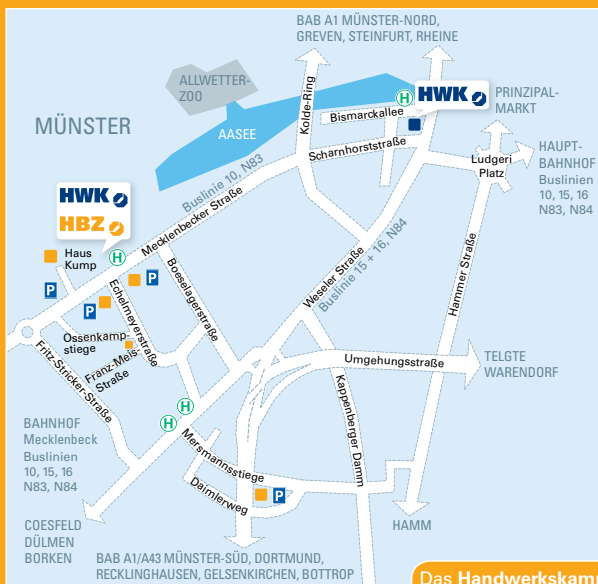 BAB A1 MÜNSTER-NORD,
GREVEN, STEINFURT, RHEINE
ALLWETTER-
ZOO
Kolde-Ring
H
HWK
Bismarckallee
PRINZIPAL-
MARKT
MÜNSTER
AASEE
Scharnhorststraße
Ludgeri
Platz
HAUPT-
BAHNHOF
Buslinien
10, 15, 16
N83, N84
Buslinie 10, N83
Mecklenbecker Straße
HWK
HBZ
H
Haus
Kump
P
P
P
Echelmeyerstraße
Boeselagerstraße
Weseler Straße
Buslinie 15 + 16, N84
Hammer Straße
Ossenkamp-
stiege
Franz-Meis-
Straße
Fritz-Stricker-Straße
Umgehungsstraße
TELGTE
WARENDORF
Kappenberger Damm
H
H
BAHNHOF
Mecklenbeck
Buslinien
10, 15, 16
N83, N84
Mersmannsstiege
Daimlerweg
P
COESFELD
DÜLMEN
BORKEN
HAMM
BAB A1/A43 MÜNSTER-SÜD, DORTMUND,
RECKLINGHAUSEN, GELSENKIRCHEN, BOTTROP
Das Handwerkskam